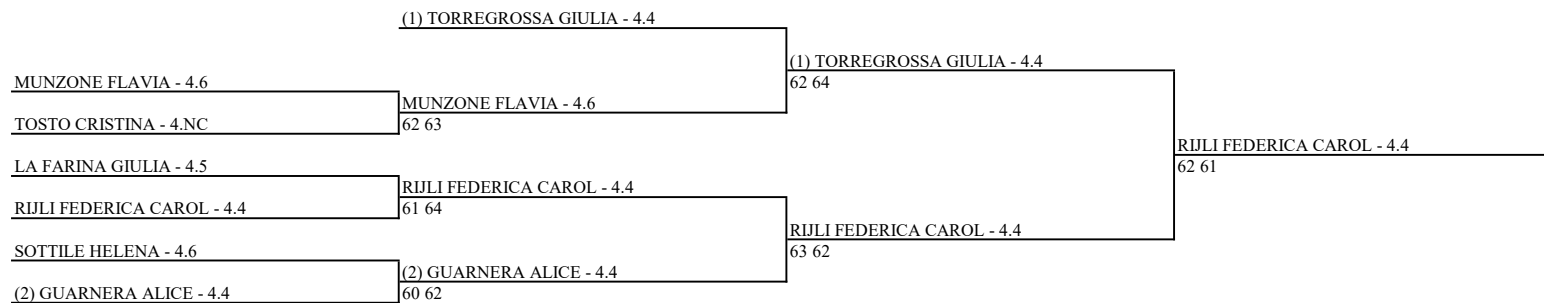 (1) TORREGROSSA GIULIA - 4.4
(1) TORREGROSSA GIULIA - 4.4
62 64
MUNZONE FLAVIA - 4.6
MUNZONE FLAVIA - 4.6
62 63
TOSTO CRISTINA - 4.NC
RIJLI FEDERICA CAROL - 4.4
62 61
LA FARINA GIULIA - 4.5
RIJLI FEDERICA CAROL - 4.4
61 64
RIJLI FEDERICA CAROL - 4.4
RIJLI FEDERICA CAROL - 4.4
63 62
SOTTILE HELENA - 4.6
(2) GUARNERA ALICE - 4.4
60 62
(2) GUARNERA ALICE - 4.4